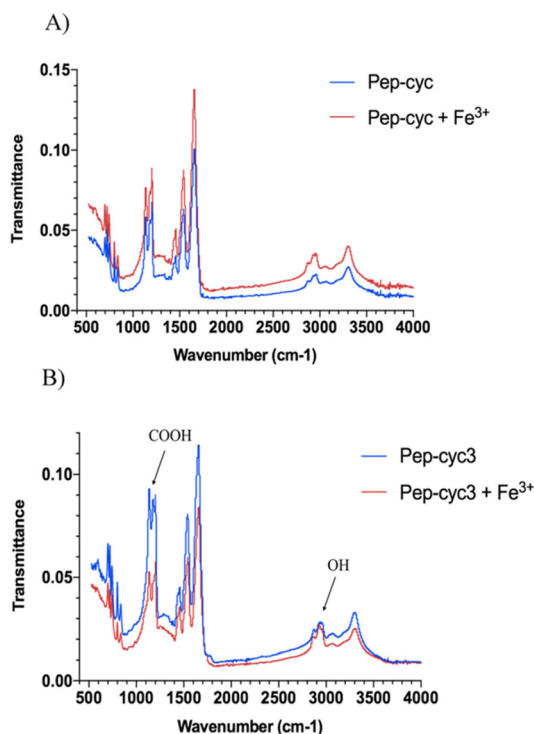 A)
Pep-cyc
Pep-cyc + Fe³⁺
Transmittance
0.15
0.10
0.05
0.00
500 1000 1500 2000 2500 3000 3500 4000
Wavenumber (cm-1)
B)
COOH
Pep-cyc3
Pep-cyc3 + Fe³⁺
OH
Transmittance
0.10
0.05
0.00
500 1000 1500 2000 2500 3000 3500 4000
Wavenumber (cm-1)